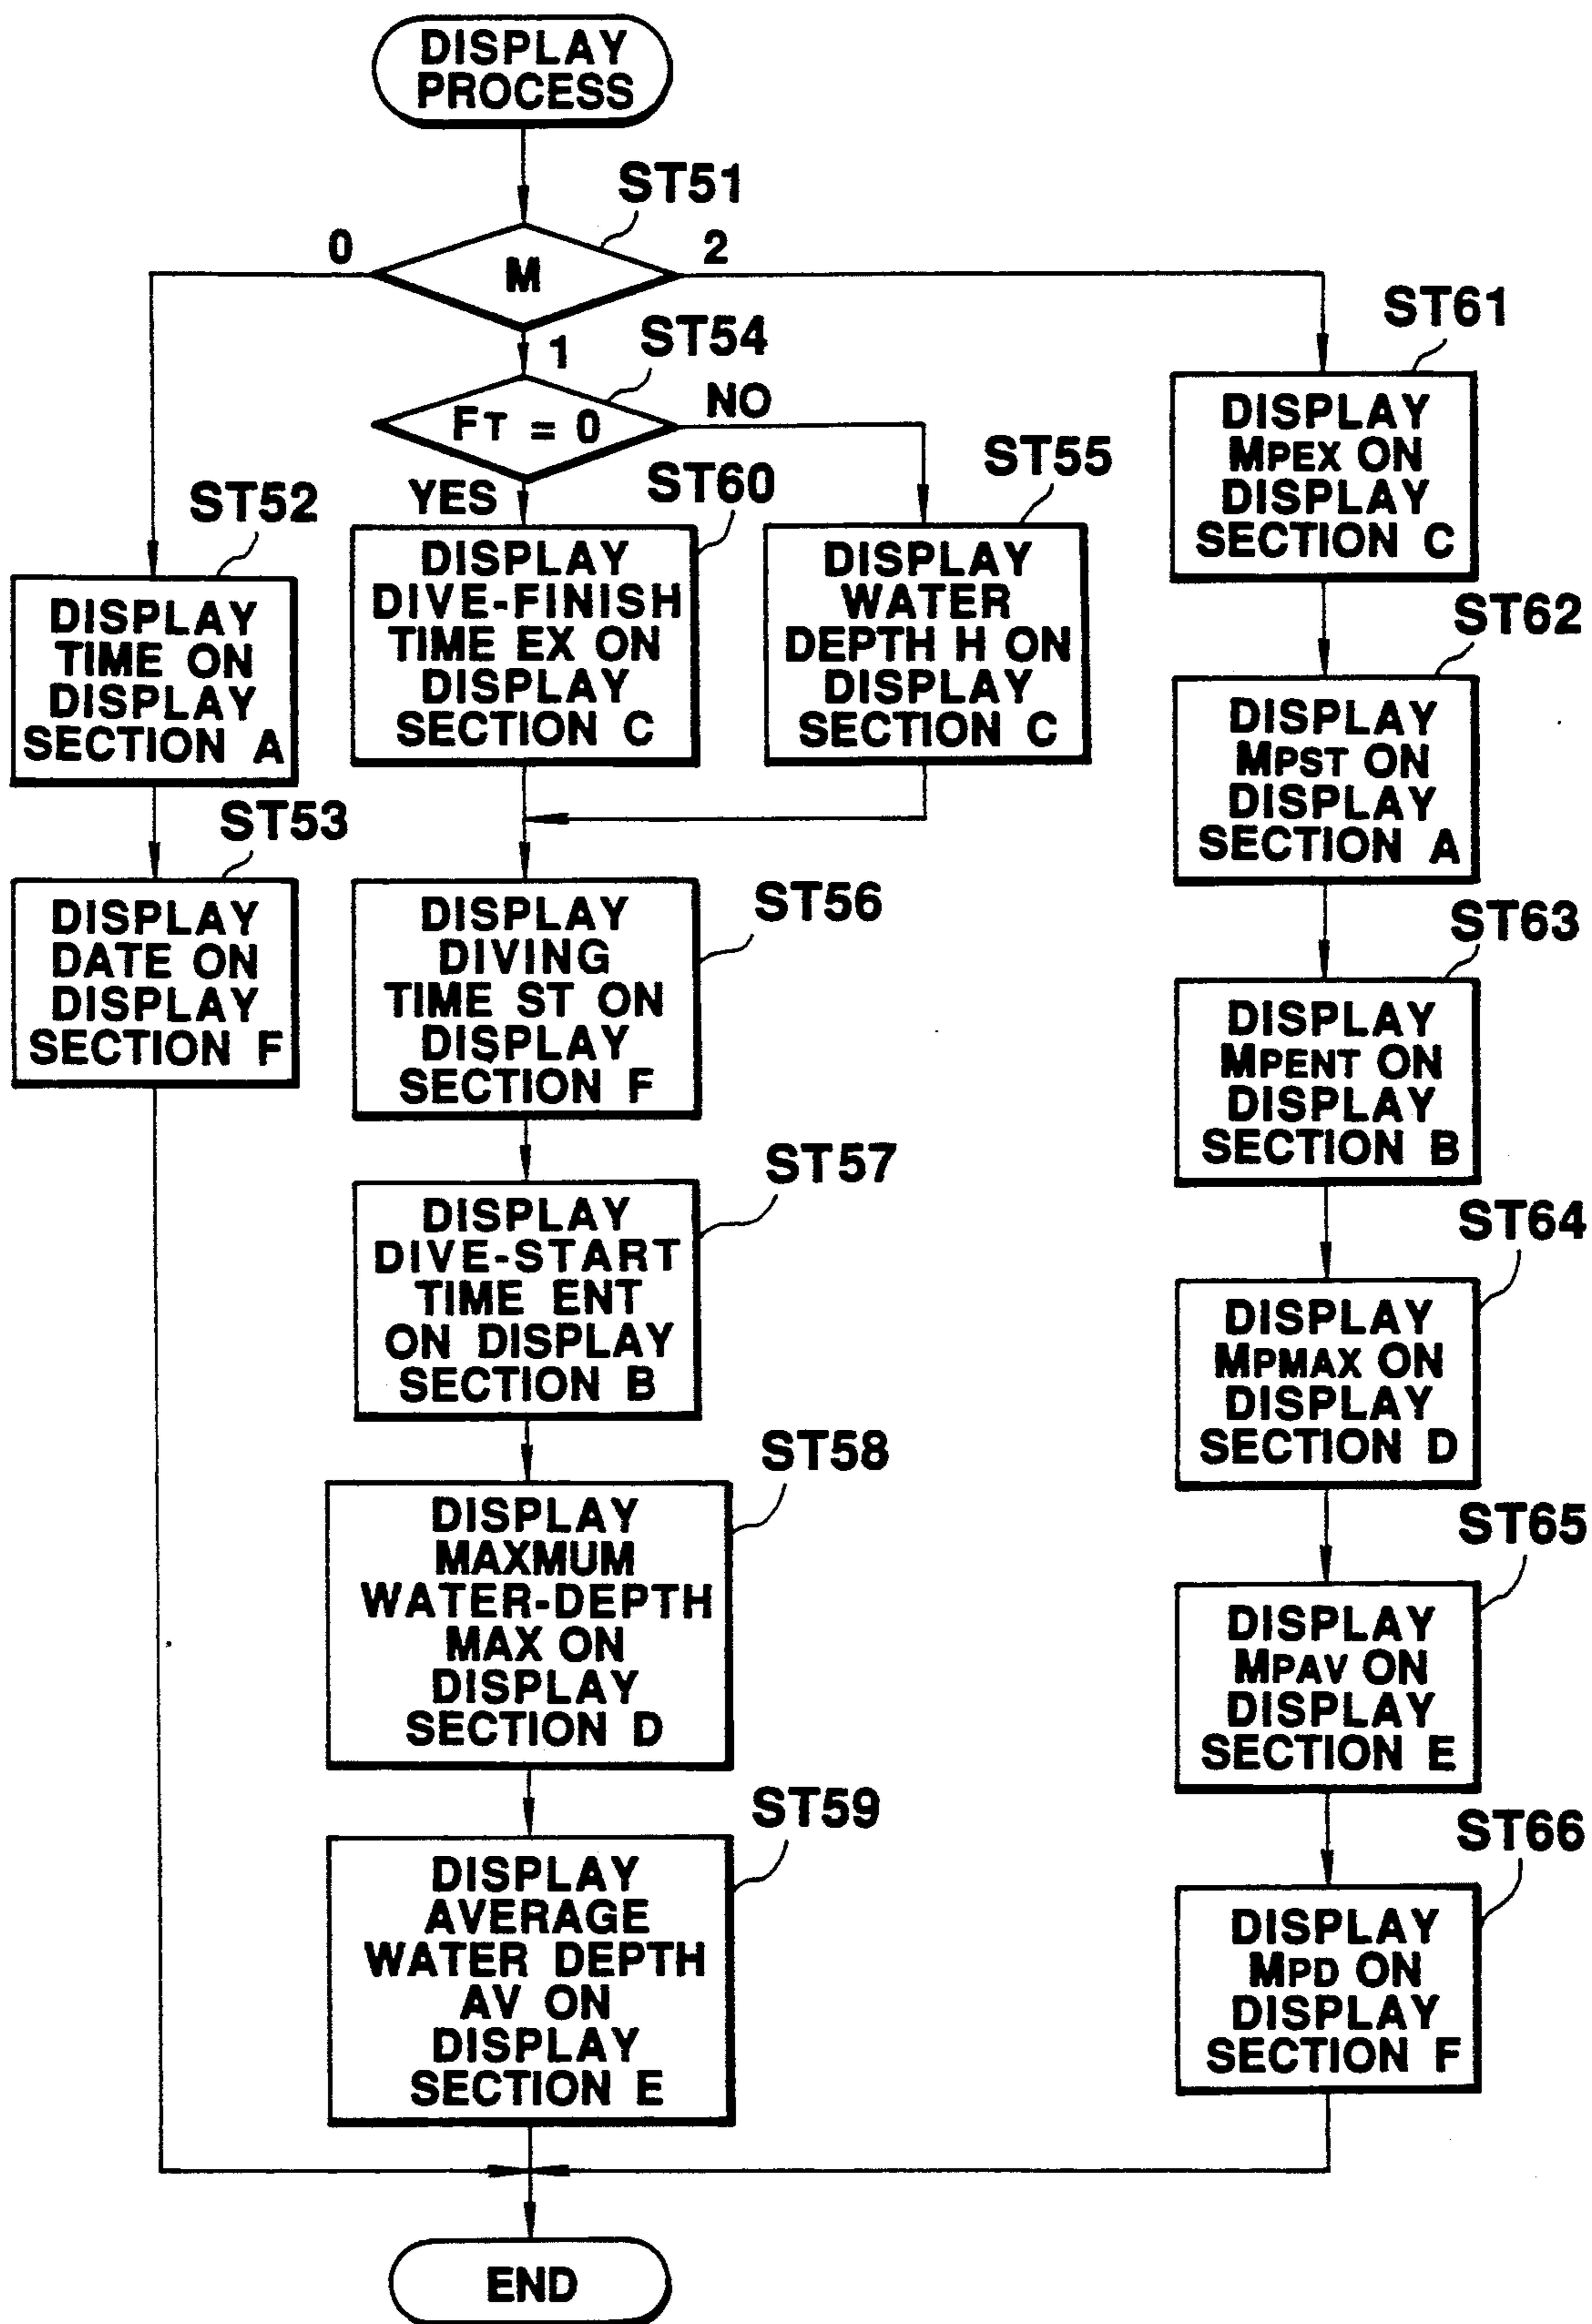 DISPLAY
PROCESS
ST51
0
M
2
1
ST54
FT = 0
NO
YES
ST52
DISPLAY
TIME ON
DISPLAY
SECTION A
ST53
DISPLAY
DATE ON
DISPLAY
SECTION F
ST60
DISPLAY
DIVE-FINISH
TIME EX ON
DISPLAY
SECTION C
ST55
DISPLAY
WATER
DEPTH H ON
DISPLAY
SECTION C
ST56
DISPLAY
DIVING
TIME ST ON
DISPLAY
SECTION F
ST57
DISPLAY
DIVE-START
TIME ENT
ON DISPLAY
SECTION B
ST58
DISPLAY
MAXMUM
WATER-DEPTH
MAX ON
DISPLAY
SECTION D
ST59
DISPLAY
AVERAGE
WATER DEPTH
AV ON
DISPLAY
SECTION E
ST61
DISPLAY
MPEX ON
DISPLAY
SECTION C
ST62
DISPLAY
MPST ON
DISPLAY
SECTION A
ST63
DISPLAY
MPENT ON
DISPLAY
SECTION B
ST64
DISPLAY
MPMAX ON
DISPLAY
SECTION D
ST65
DISPLAY
MPAV ON
DISPLAY
SECTION E
ST66
DISPLAY
MPD ON
DISPLAY
SECTION F
END